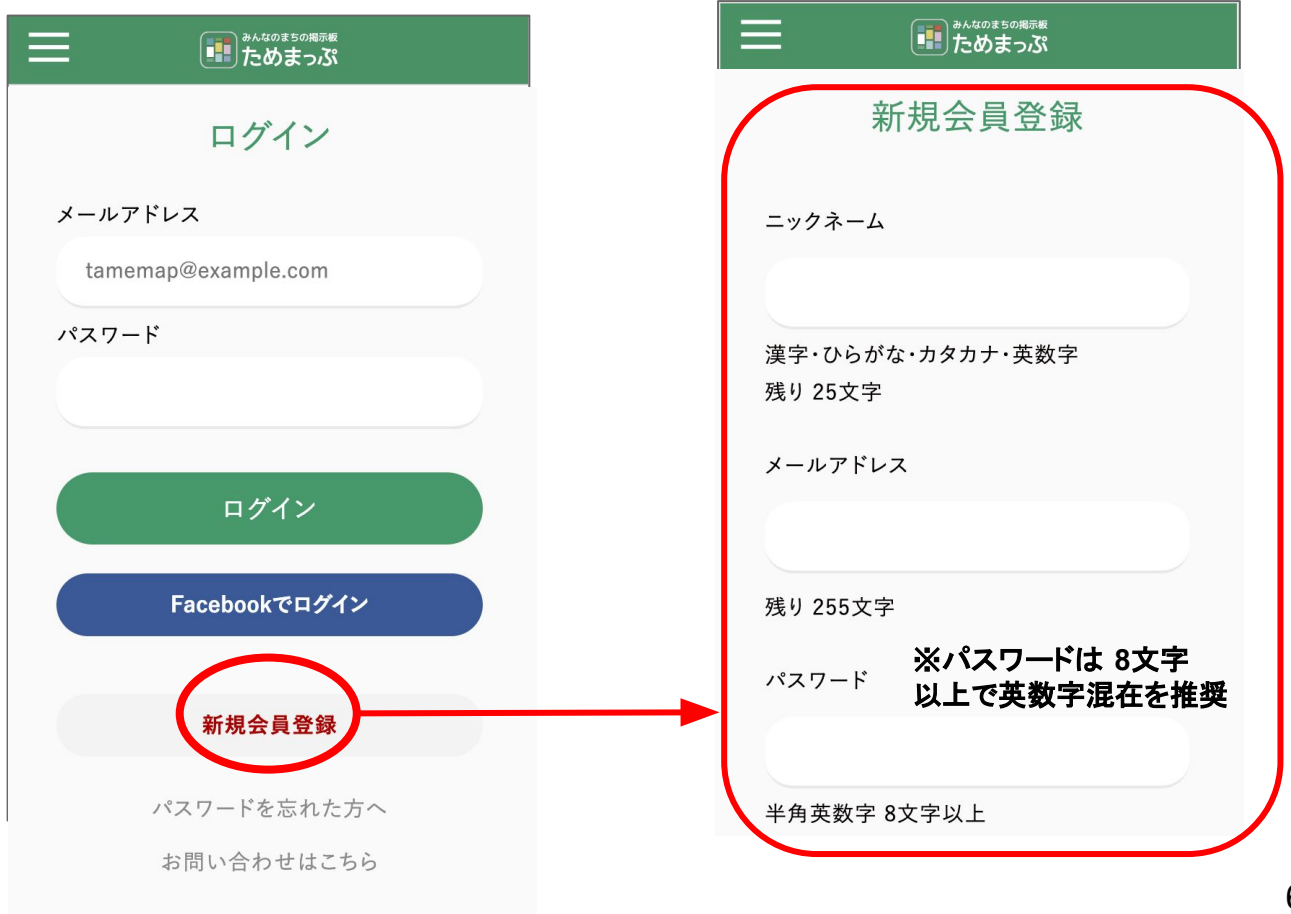 みんなのまちの掲示板
ためまっぷ
ログイン
メールアドレス
tamemap@example.com
パスワード
ログイン
Facebookでログイン
新規会員登録
パスワードを忘れた方へ
お問い合わせはこちら
みんなのまちの掲示板
ためまっぷ
新規会員登録
ニックネーム
漢字・ひらがな・カタカナ・英数字
残り 25文字
メールアドレス
残り 255文字
パスワード
※パスワードは 8文字
以上で英数字混在を推奨
半角英数字 8文字以上